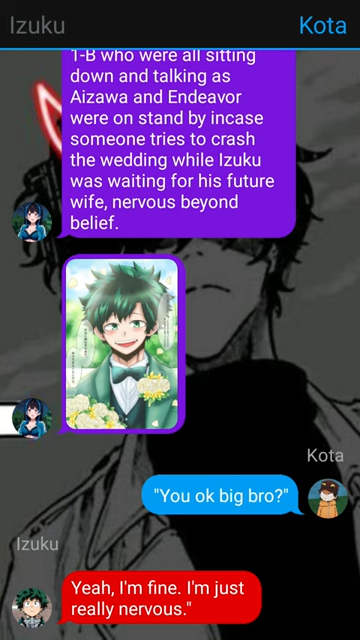 Izuku Kota
1-B who were all sitting
down and talking as
Aizawa and Endeavor
were on stand by incase
someone tries to crash
the wedding while Izuku
was waiting for his future
wife, nervous beyond
belief.
Kota
"You ok big bro?"
Izuku
Yeah, I'm fine. I'm just
really nervous."